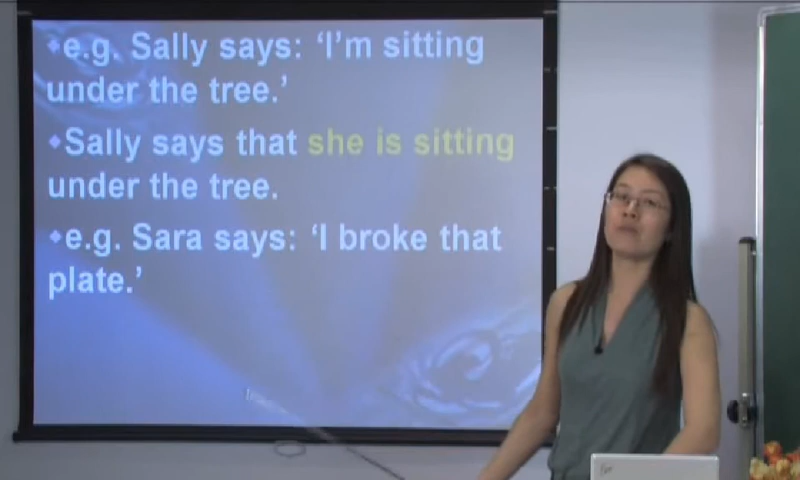 e.g. Sally says: ‘I’m sitting
under the tree.’
Sally says that she is sitting
under the tree.
e.g. Sara says: ‘I broke that
plate.’